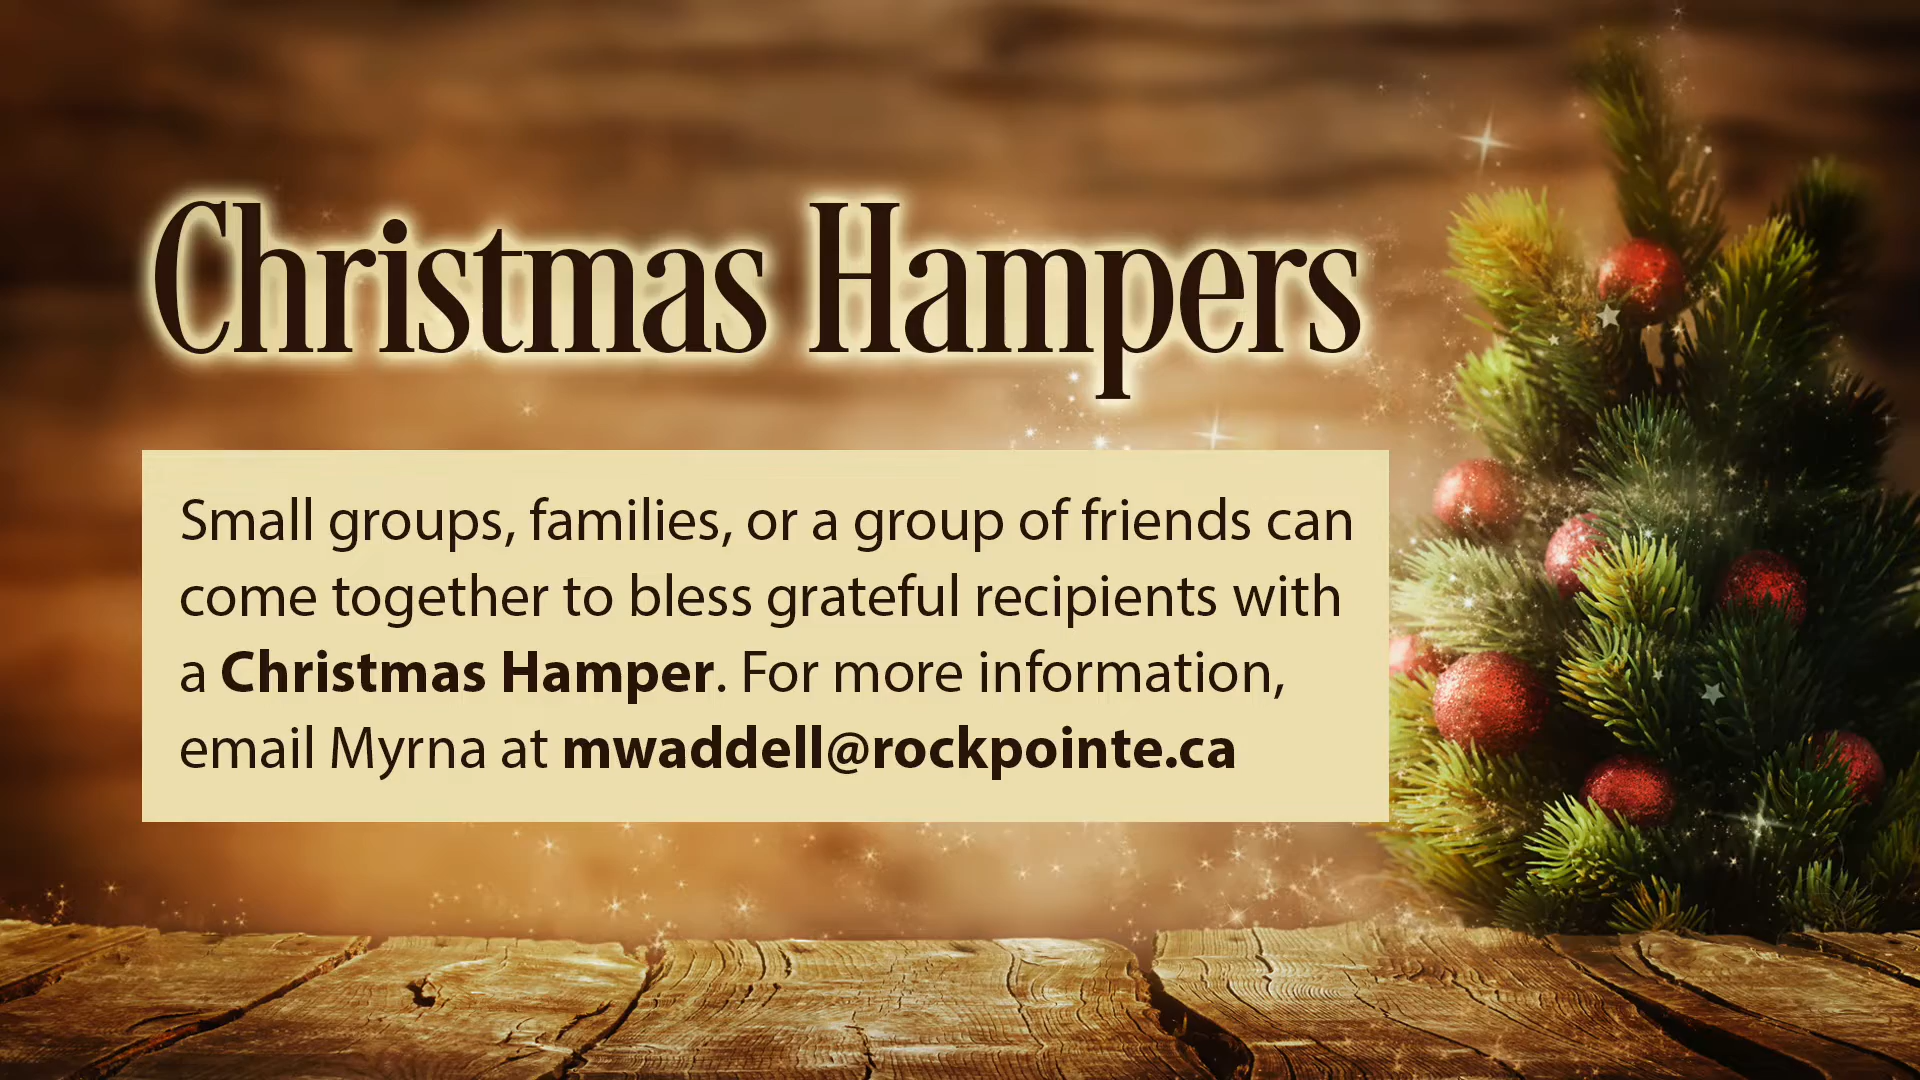 Christmas Hampers
Small groups, families, or a group of friends can
come together to bless grateful recipients with
a Christmas Hamper. For more information,
email Myrna at mwaddell@rockpointe.ca